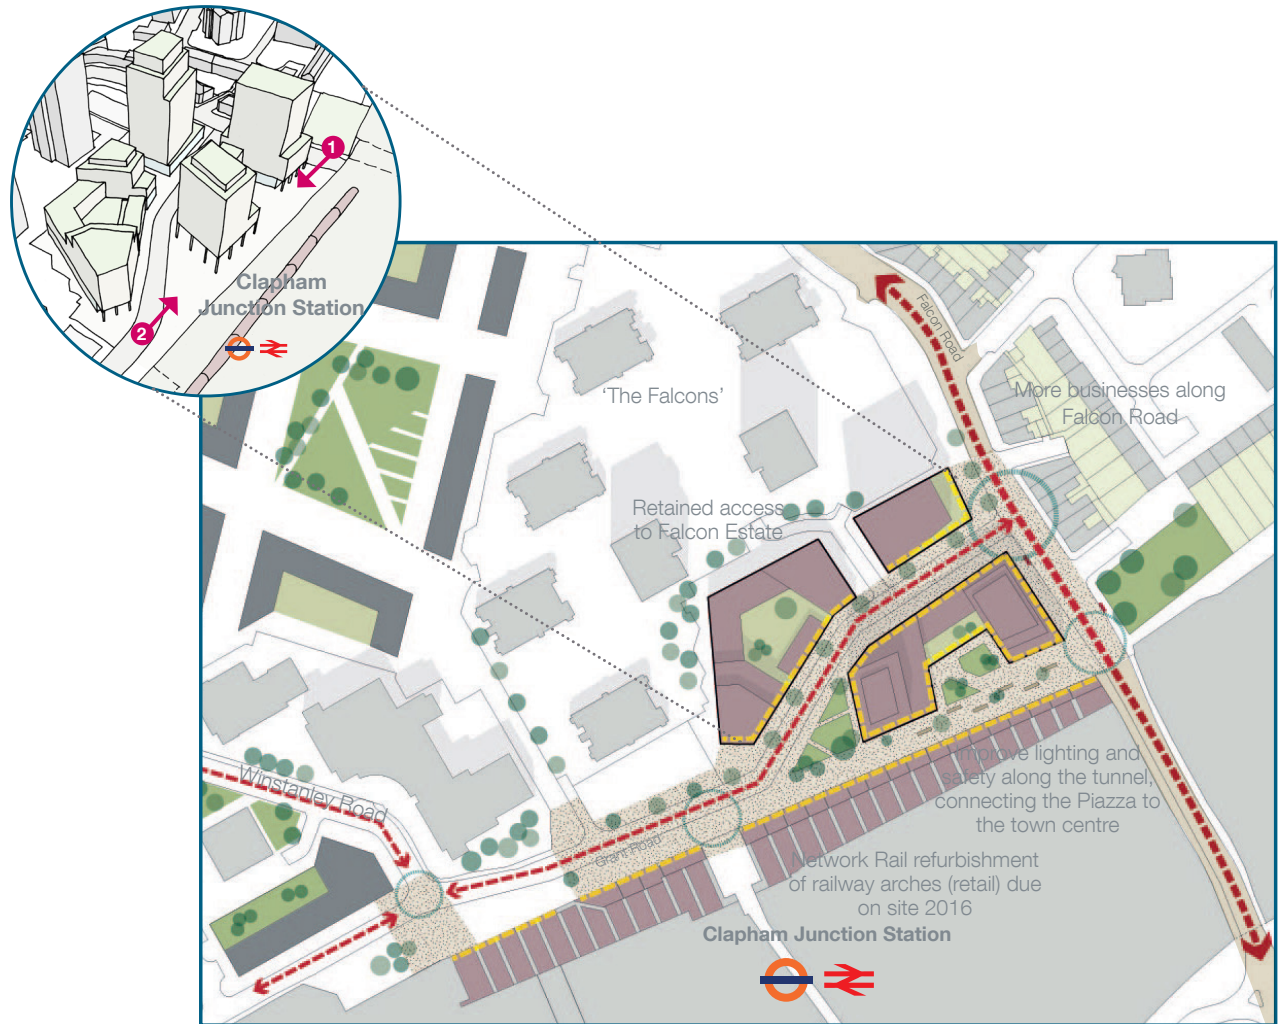 1
Clapham
Junction Station
2
Falcon Road
'The Falcons'
More businesses along
Falcon Road
Retained access
to Falcon Estate
Winstanley Road
Grant Road
Improve lighting and
safety along the tunnel,
connecting the Piazza to
the town centre
Network Rail refurbishment
of railway arches (retail) due
on site 2016
Clapham Junction Station